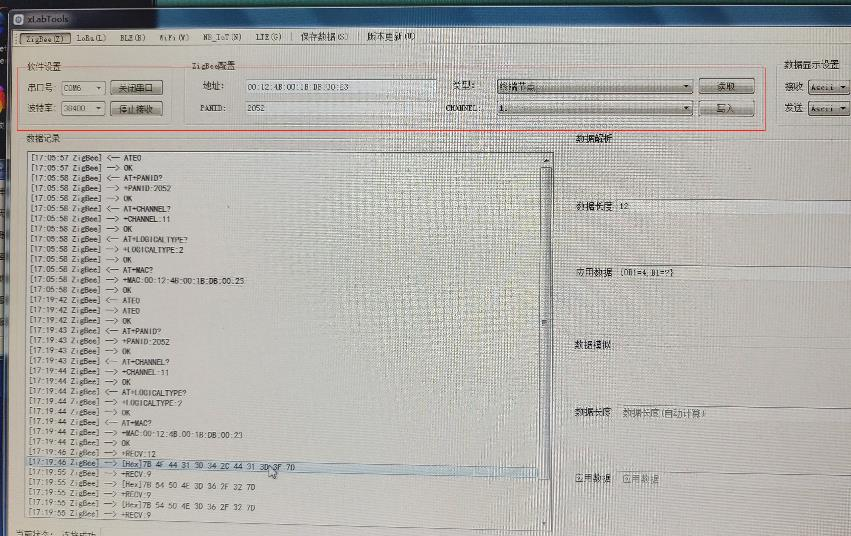 xLabTools
ZigBee(Z) LoRa(L) BLE(B) WiFi(W) NB_IoT(N) LTE(G) 保存数据(S) 版本更新(U)
软件设置 ZigBee配置 数据显示设置
串口号: COM6 关闭串口 地址: 00:12:4B:00:1B:DB:00:23 类型: 终端节点 读取 接收 Ascii
波特率: 38400 停止接收 PANID: 2052 CHANNEL: 写入 发送 Ascii
数据记录 数据解析
[17:05:57 ZigBee] <-- ATE0
[17:05:57 ZigBee] --> OK
[17:05:58 ZigBee] <-- AT+PANID?
[17:05:58 ZigBee] --> +PANID:2052
[17:05:58 ZigBee] --> OK
[17:05:58 ZigBee] <-- AT+CHANNEL?
[17:05:58 ZigBee] --> +CHANNEL:11
[17:05:58 ZigBee] --> OK
[17:05:58 ZigBee] <-- AT+LOGICALTYPE?
[17:05:58 ZigBee] --> +LOGICALTYPE:2
[17:05:58 ZigBee] --> OK
[17:05:58 ZigBee] <-- AT+MAC?
[17:05:58 ZigBee] --> +MAC:00:12:4B:00:1B:DB:00:23
[17:05:58 ZigBee] --> OK
[17:19:42 ZigBee] <-- ATE0
[17:19:42 ZigBee] --> ATE0
[17:19:42 ZigBee] --> OK
[17:19:43 ZigBee] <-- AT+PANID?
[17:19:43 ZigBee] --> +PANID:2052
[17:19:43 ZigBee] --> OK
[17:19:43 ZigBee] <-- AT+CHANNEL?
[17:19:44 ZigBee] --> +CHANNEL:11
[17:19:44 ZigBee] --> OK
[17:19:44 ZigBee] <-- AT+LOGICALTYPE?
[17:19:44 ZigBee] --> +LOGICALTYPE:2
[17:19:44 ZigBee] --> OK
[17:19:44 ZigBee] <-- AT+MAC?
[17:19:44 ZigBee] --> +MAC:00:12:4B:00:1B:DB:00:23
[17:19:44 ZigBee] --> OK
[17:19:46 ZigBee] --> +RECV:12
[17:19:46 ZigBee] --> [Hex]7B 4F 44 31 3D 34 2C 44 31 3D 3F 7D
[17:19:55 ZigBee] --> +RECV:9
[17:19:55 ZigBee] --> [Hex]7B 54 50 4E 3D 36 2F 32 7D
[17:19:55 ZigBee] --> +RECV:9
[17:19:55 ZigBee] --> [Hex]7B 54 50 4E 3D 36 2F 32 7D
[17:19:55 ZigBee] --> +RECV:9
数据长度 12
应用数据 {OD1=4,D1=?}
数据模拟
数据长度 数据长度(自动计算)
应用数据 应用数据